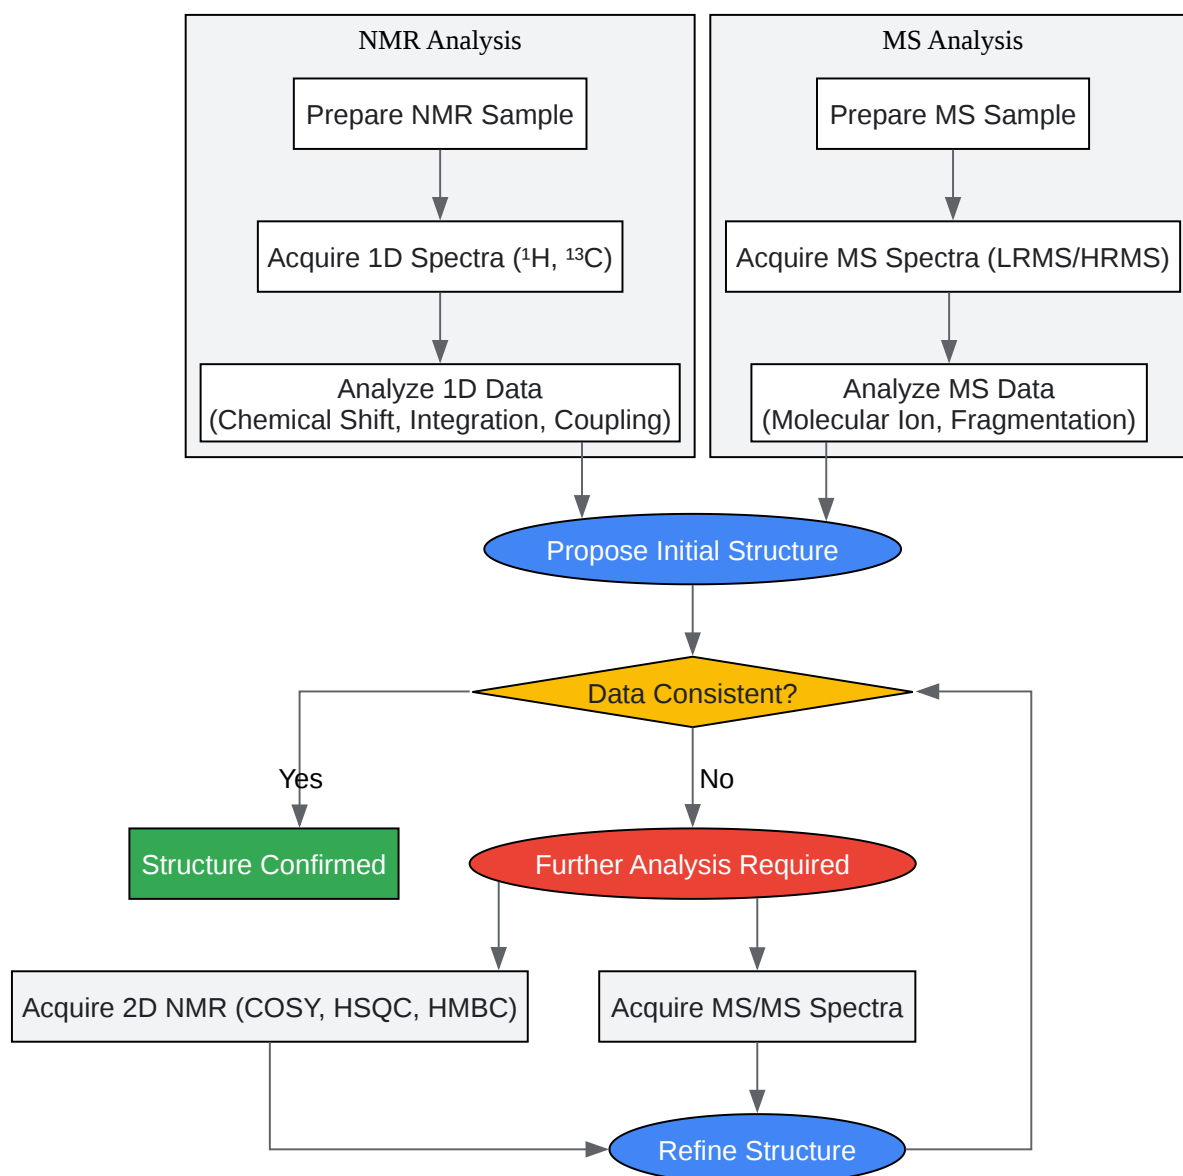 NMR Analysis
Prepare NMR Sample
Acquire 1D Spectra (¹H, ¹³C)
Analyze 1D Data
(Chemical Shift, Integration, Coupling)
MS Analysis
Prepare MS Sample
Acquire MS Spectra (LRMS/HRMS)
Analyze MS Data
(Molecular Ion, Fragmentation)
Propose Initial Structure
Data Consistent?
Yes
No
Structure Confirmed
Further Analysis Required
Acquire 2D NMR (COSY, HSQC, HMBC)
Acquire MS/MS Spectra
Refine Structure